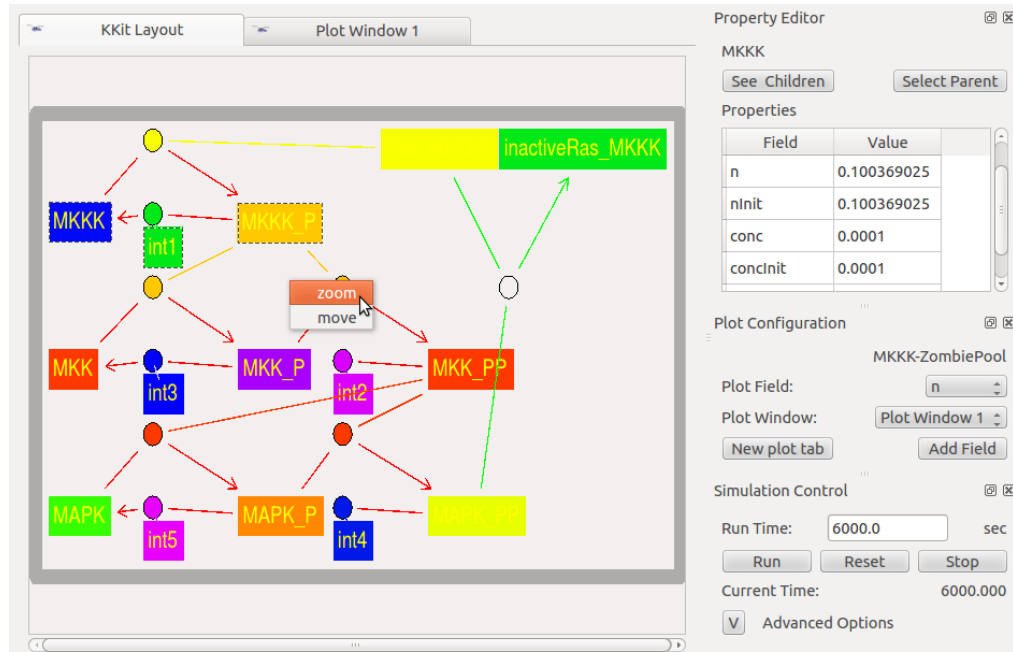 KKit Layout
Plot Window 1
inactiveRas_MKKK
MKKK
int1
MKKK_P
zoom
move
MKK
int3
MKK_P
int2
MKK_PP
MAPK
int5
MAPK_P
int4
MAPK_PP
Property Editor
MKKK
See Children
Select Parent
Properties
Field Value
n 0.100369025
nInit 0.100369025
conc 0.0001
concInit 0.0001
Plot Configuration
MKKK-ZombiePool
Plot Field: n
Plot Window: Plot Window 1
New plot tab Add Field
Simulation Control
Run Time: 6000.0 sec
Run Reset Stop
Current Time: 6000.000
V Advanced Options